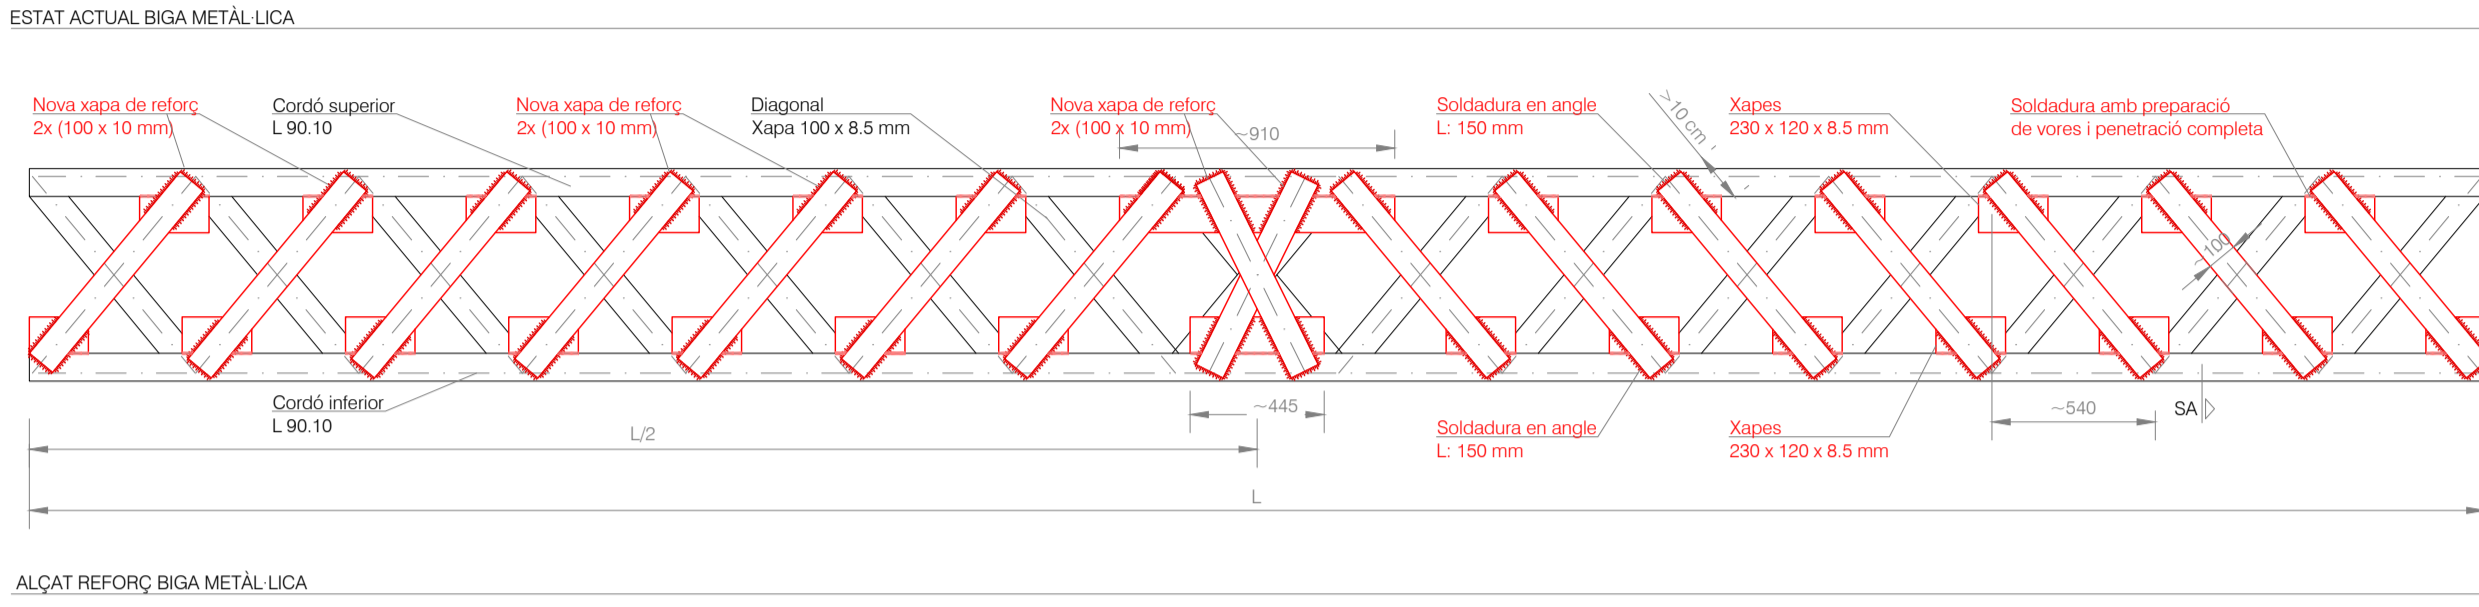 ESTAT ACTUAL BIGA METÀL·LICA
Nova xapa de reforç
2x (100 x 10 mm)
Cordó superior
L 90.10
Nova xapa de reforç
2x (100 x 10 mm)
Diagonal
Xapa 100 x 8.5 mm
Nova xapa de reforç
2x (100 x 10 mm)
~910
Soldadura en angle
L: 150 mm
>10 cm
Xapes
230 x 120 x 8.5 mm
Soldadura amb preparació
de vores i penetració completa
~100
Cordó inferior
L 90.10
~445
Soldadura en angle
L: 150 mm
Xapes
230 x 120 x 8.5 mm
~540
SA
L/2
L
ALÇAT REFORÇ BIGA METÀL·LICA